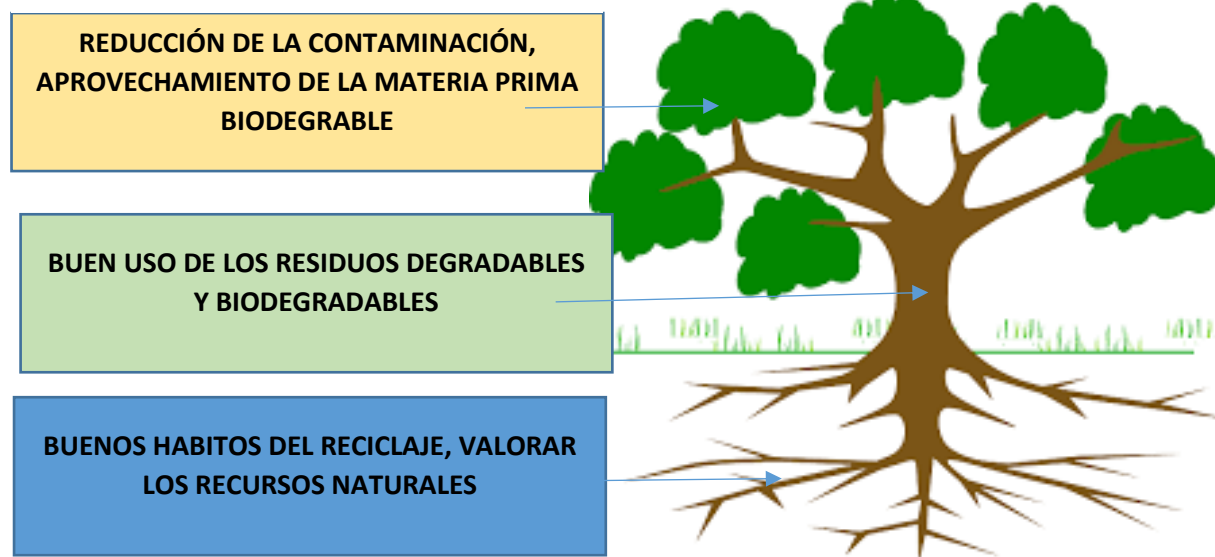 REDUCCIÓN DE LA CONTAMINACIÓN,
APROVECHAMIENTO DE LA MATERIA PRIMA
BIODEGRABLE
BUEN USO DE LOS RESIDUOS DEGRADABLES
Y BIODEGRADABLES
BUENOS HABITOS DEL RECICLAJE, VALORAR
LOS RECURSOS NATURALES